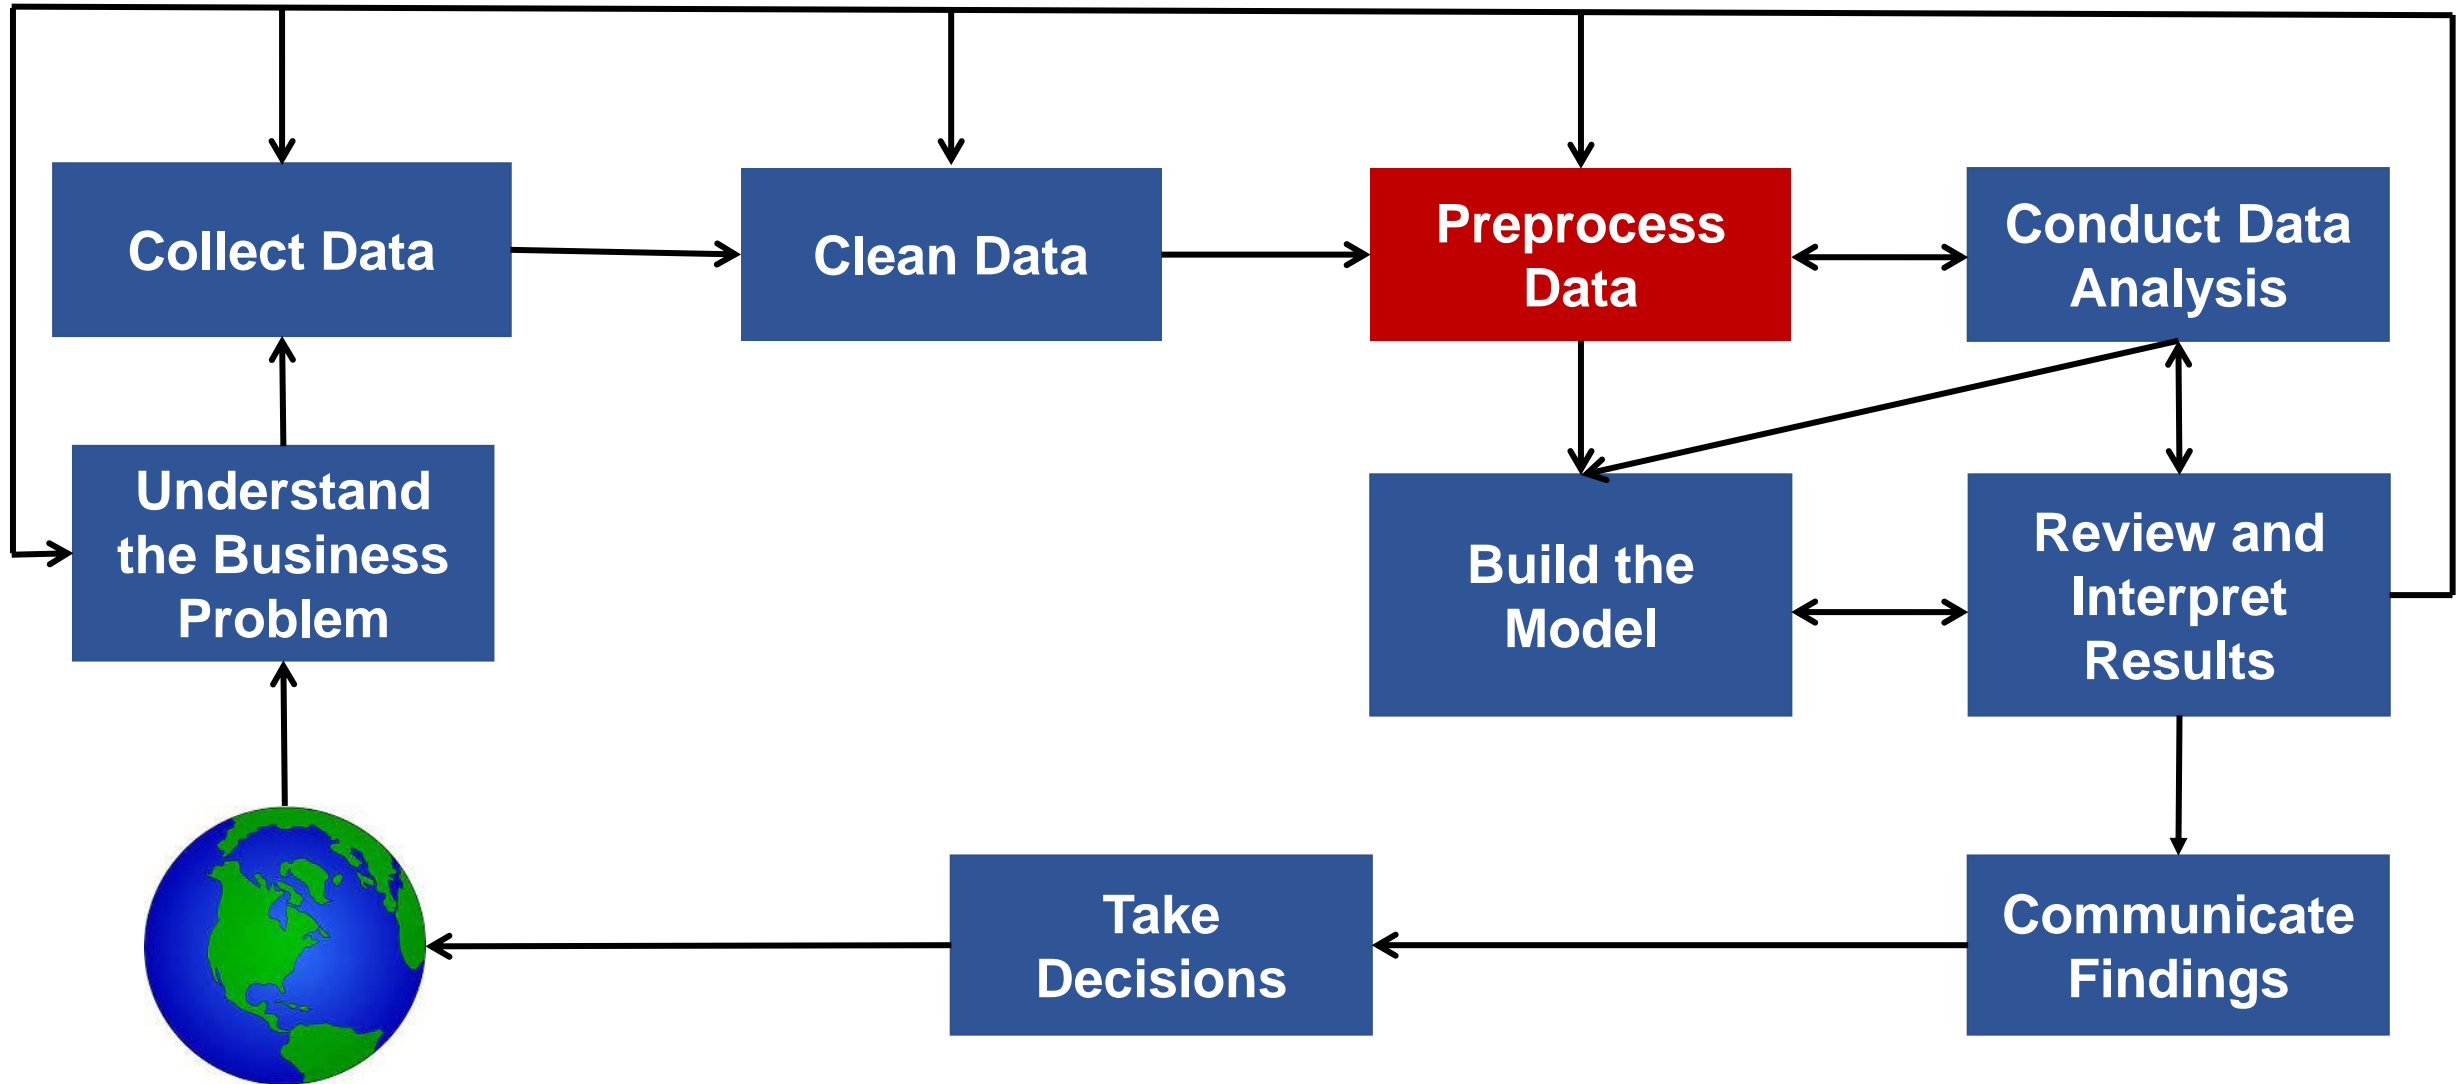 Collect Data
Clean Data
Preprocess
Data
Conduct Data
Analysis
Understand
the Business
Problem
Build the
Model
Review and
Interpret
Results
Take
Decisions
Communicate
Findings